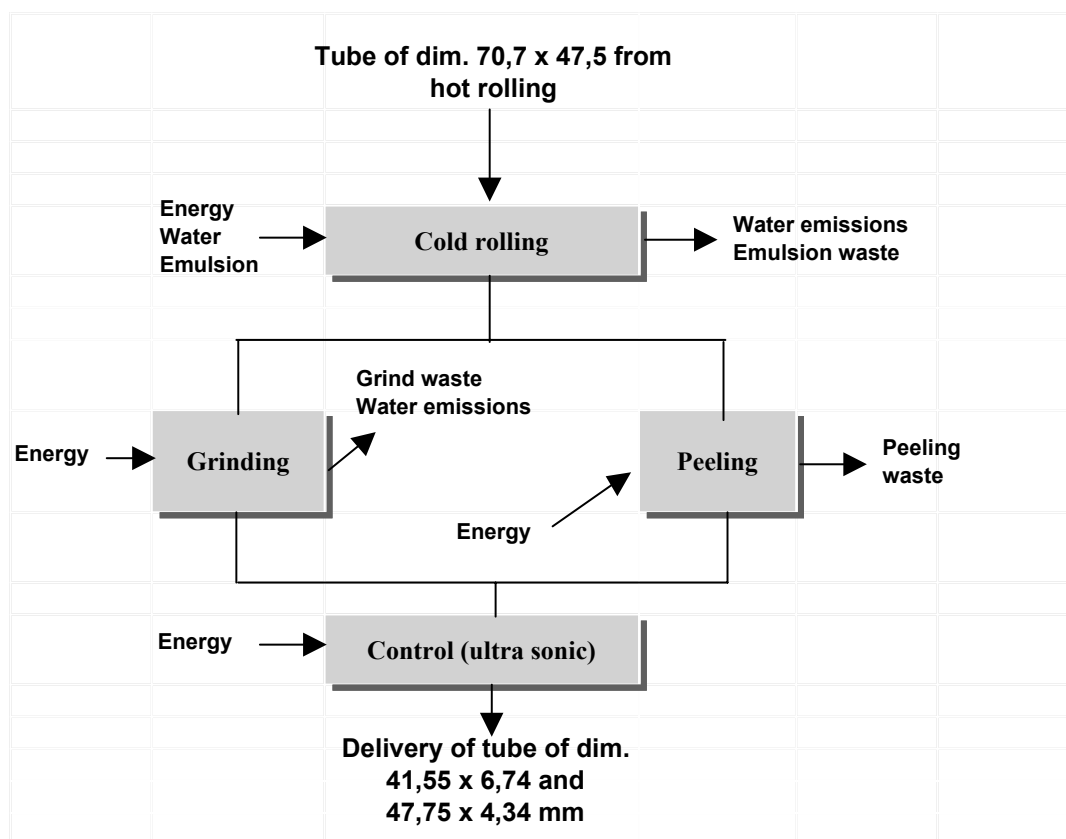 Tube of dim. 70,7 x 47,5 from
hot rolling
Energy
Water
Emulsion
Cold rolling
Water emissions
Emulsion waste
Grind waste
Water emissions
Energy
Grinding
Peeling
Peeling
waste
Energy
Energy
Control (ultra sonic)
Delivery of tube of dim.
41,55 x 6,74 and
47,75 x 4,34 mm